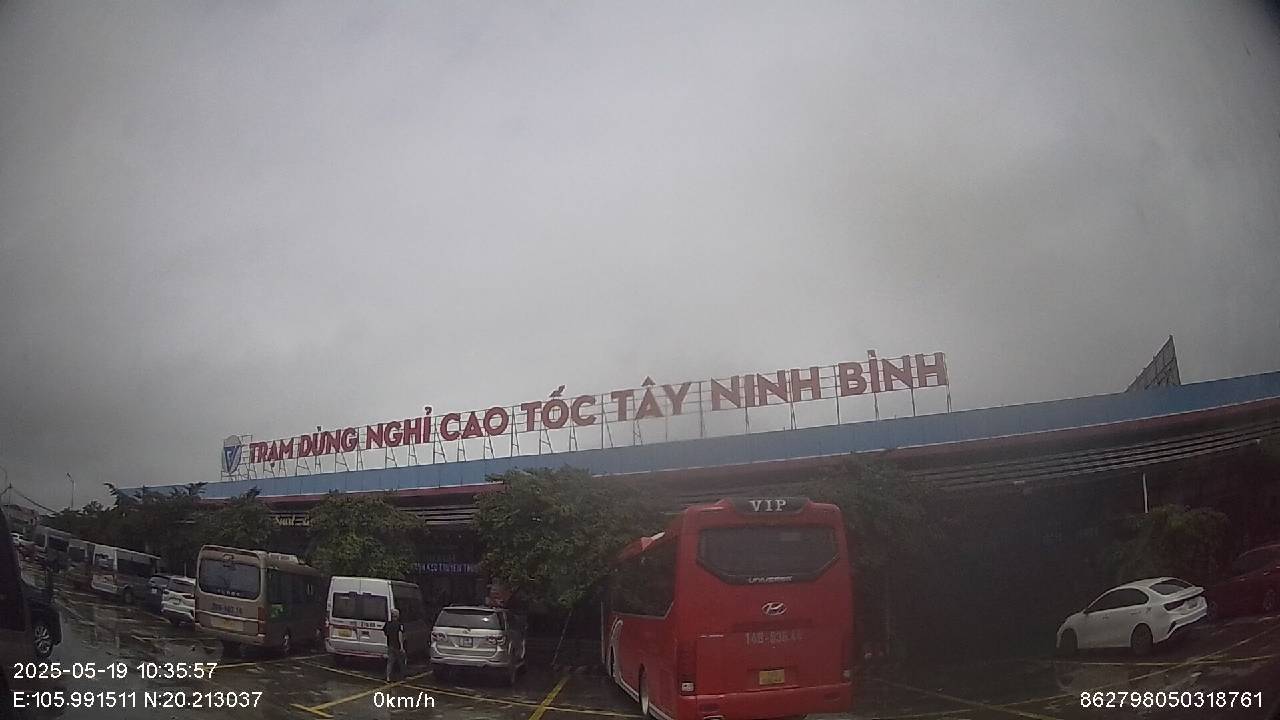 TRẠM DỪNG NGHỈ CAO TỐC TÂY NINH BÌNH
VIP
UNIVERSE
2025-05-19 10:35:57
E:105.991511 N:20.213037
0km/h
862798050318761